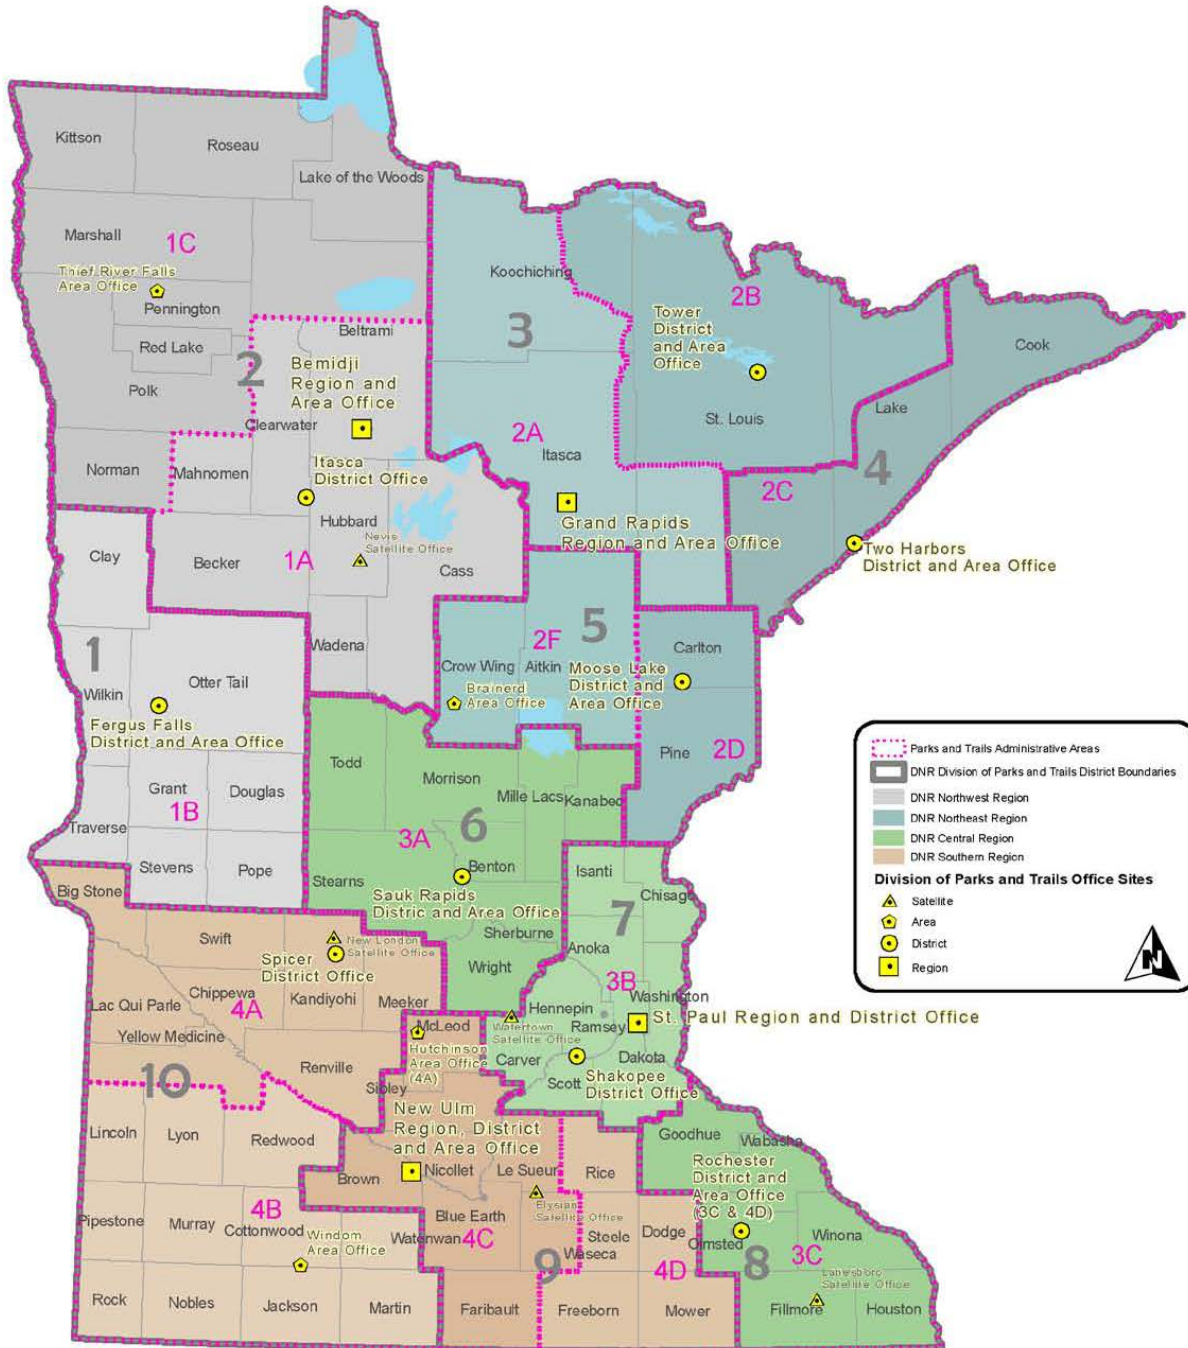 Kittson
Roseau
Lake of the Woods
Marshall
1C
Thief River Falls
Area Office
Pennington
Red Lake
Polk
2
Beltrami
Bemidji
Region and
Area Office
Clearwater
Norman
Mahnomen
Itasca
District Office
Hubbard
Nevis
Satellite Office
Clay
Becker
1A
Cass
Wadena
Koochiching
3
2A
Itasca
Grand Rapids
Region and Area Office
2B
Tower
District
and Area
Office
St. Louis
Cook
Lake
4
2C
Two Harbors
District and Area Office
1
Wilkin
Otter Tail
Fergus Falls
District and Area Office
Grant
Douglas
1B
Traverse
Stevens
Pope
5
2F
Crow Wing
Aitkin
Brainerd
Area Office
Moose Lake
District and
Area Office
Carlton
Pine
2D
Todd
Morrison
Mille Lacs
Kanabec
6
3A
Benton
Stearns
Sauk Rapids
Distric and Area Office
Sherburne
Wright
Isanti
Chisago
7
Anoka
3B
Hennepin
Washington
Ramsey
St. Paul Region and District Office
Watertown
Satellite Office
Carver
Dakota
Scott
Shakopee
District Office
Big Stone
Swift
New London
Satellite Office
Spicer
District Office
Chippewa
Kandiyohi
Lac Qui Parle
4A
Meeker
Yellow Medicine
Renville
10
McLeod
Hutchinson
Area Office
(4A)
Sibley
New Ulm
Region, District
and Area Office
Nicollet
Brown
Le Sueur
Elysian
Satellite Office
Rice
Lincoln
Lyon
Redwood
Pipestone
Murray
4B
Cottonwood
Windom
Area Office
Watonwan
Blue Earth
4C
Steele
Waseca
Dodge
9
4D
Rock
Nobles
Jackson
Martin
Faribault
Freeborn
Mower
Goodhue
Wabasha
Rochester
District and
Area Office
(3C & 4D)
Olmsted
Winona
8
3C
Lanesboro
Satellite Office
Fillmore
Houston
Parks and Trails Administrative Areas
DNR Division of Parks and Trails District Boundaries
DNR Northwest Region
DNR Northeast Region
DNR Central Region
DNR Southern Region
Division of Parks and Trails Office Sites
Satellite
Area
District
Region
N